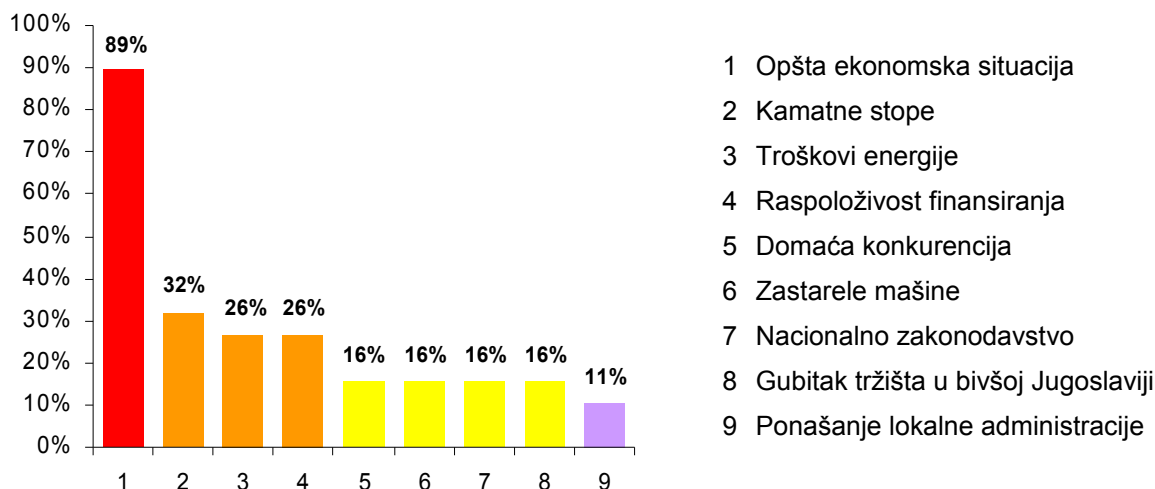 100%
90%
80%
70%
60%
50%
40%
30%
20%
10%
0%
89%
32%
26%
26%
16%
16%
16%
16%
11%
1 2 3 4 5 6 7 8 9
1 Opšta ekonomska situacija
2 Kamatne stope
3 Troškovi energije
4 Raspoloživost finansiranja
5 Domaća konkurencija
6 Zastarele mašine
7 Nacionalno zakonodavstvo
8 Gubitak tržišta u bivšoj Jugoslaviji
9 Ponašanje lokalne administracije